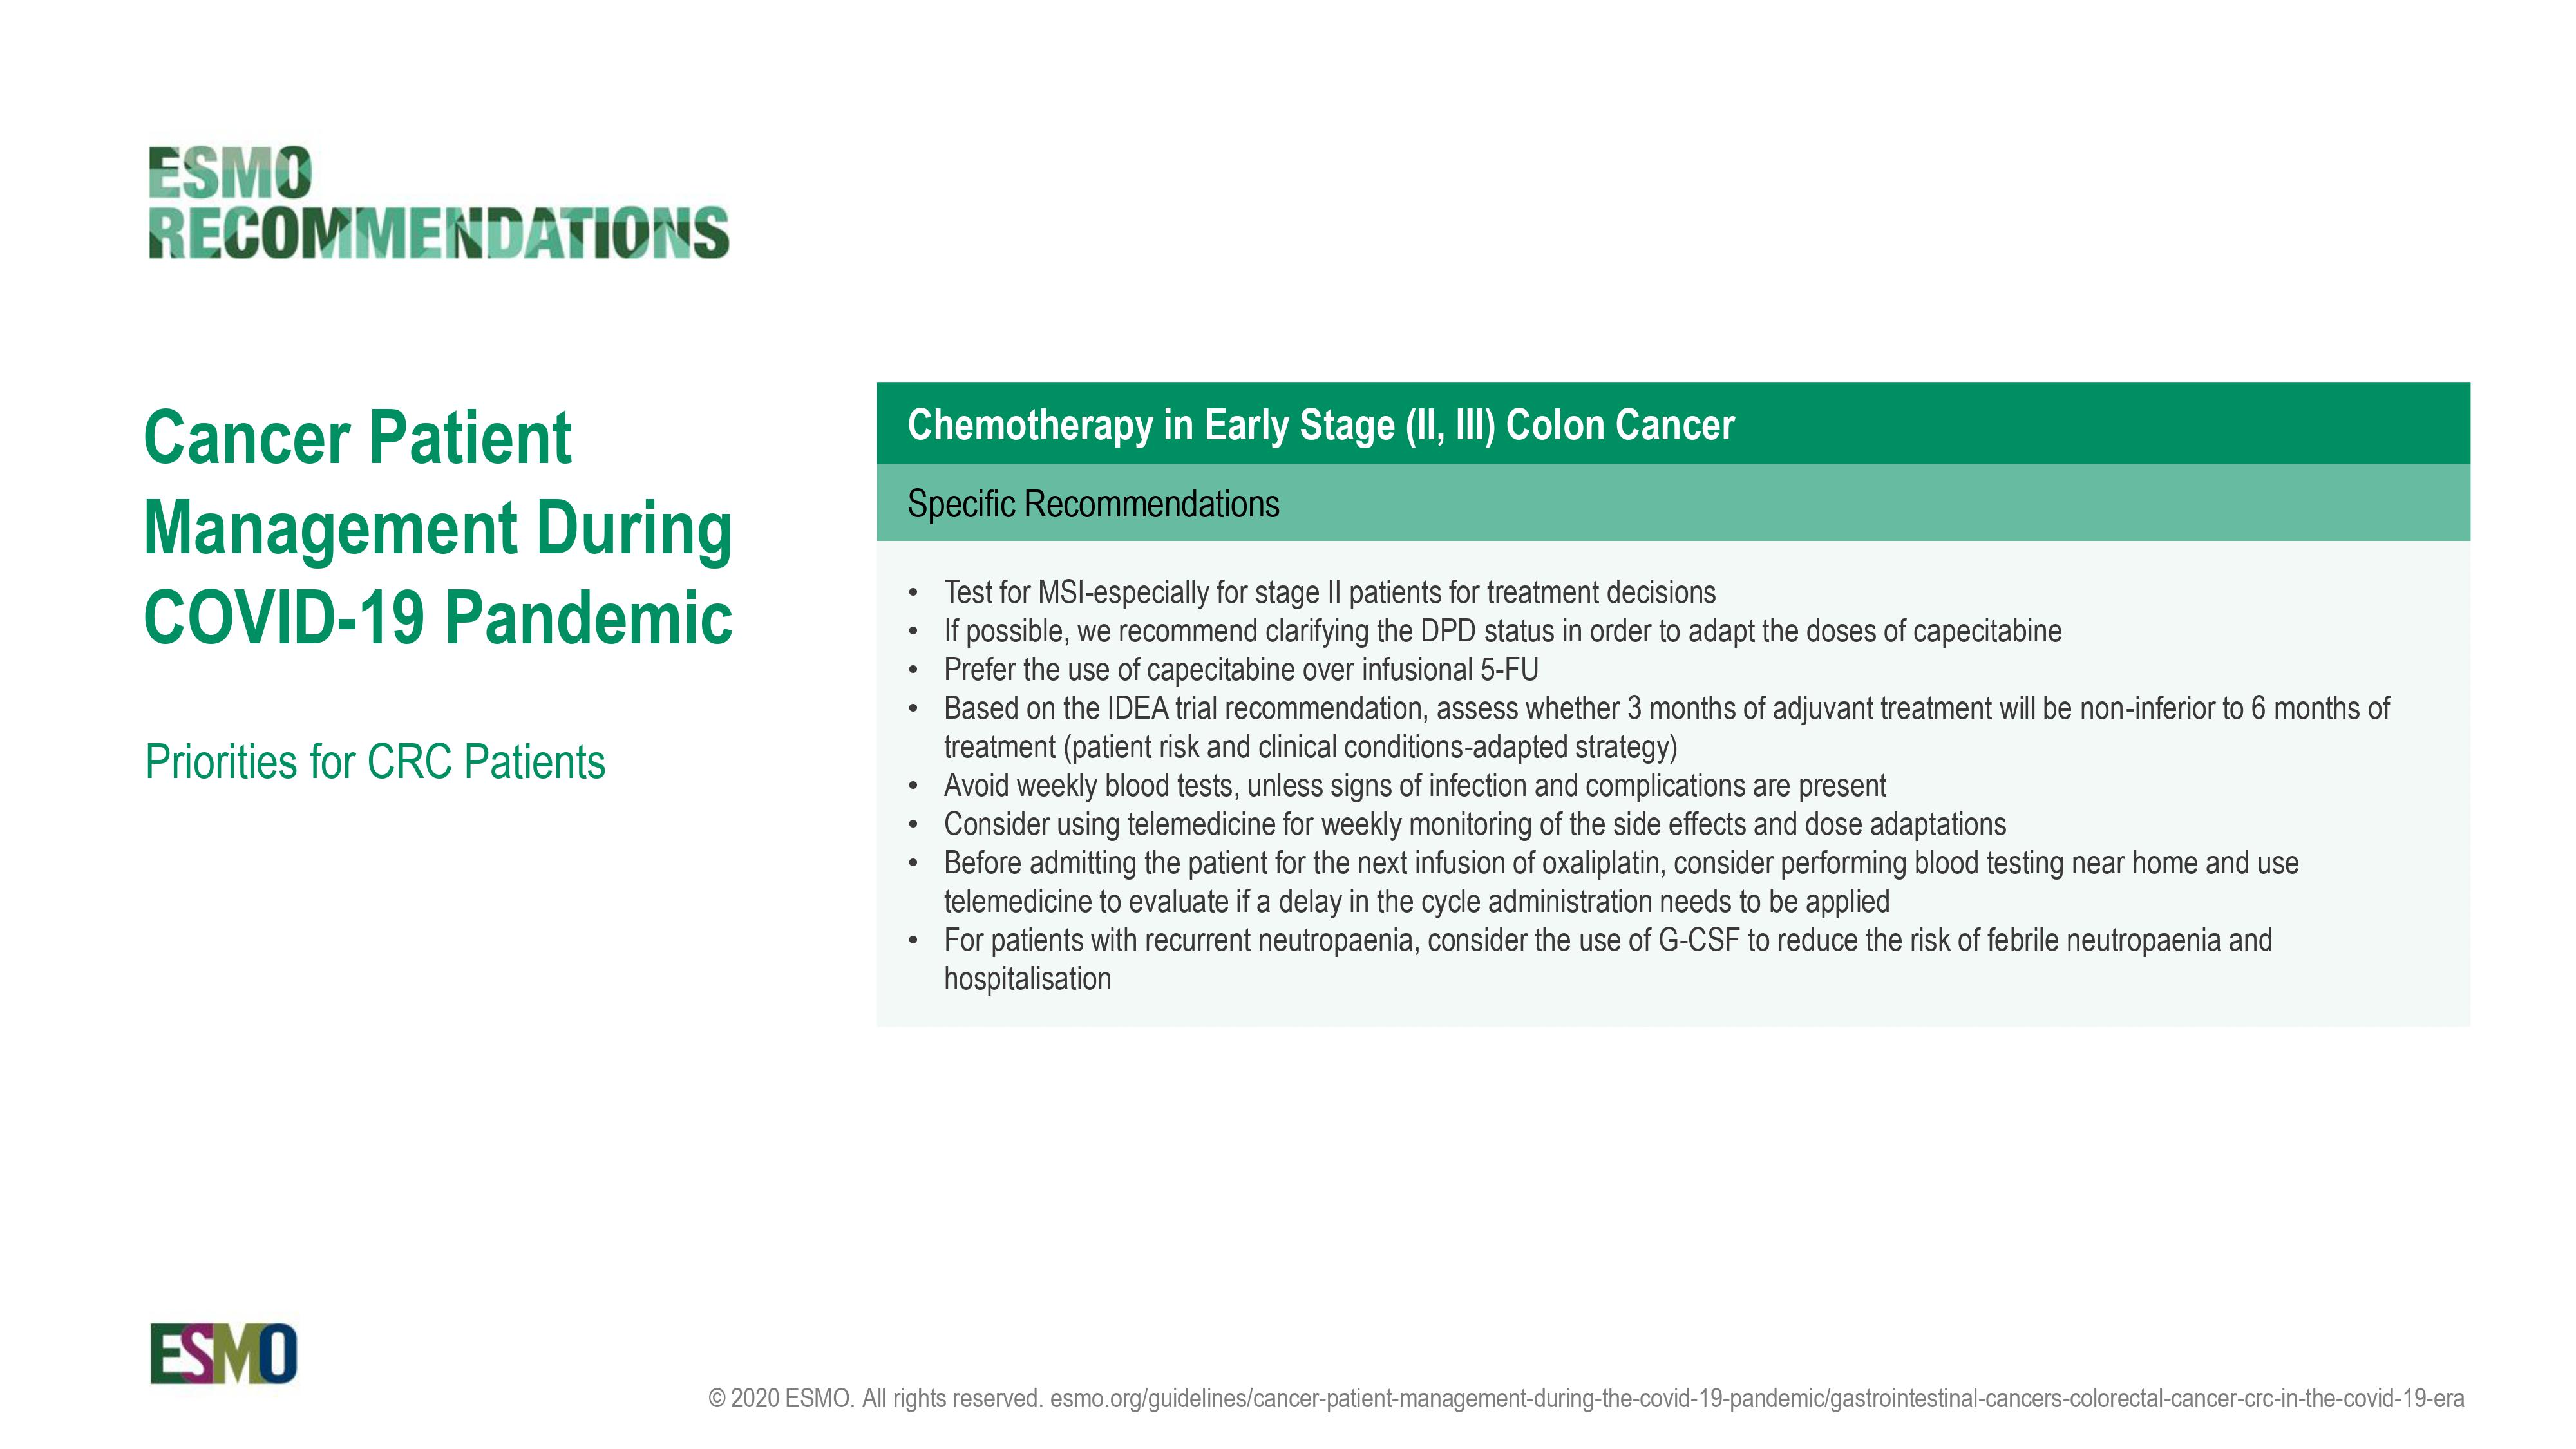 ESMO
RECOMMENDATIONS
Cancer Patient
Management During
COVID-19 Pandemic
Priorities for CRC Patients
Chemotherapy in Early Stage (II, III) Colon Cancer
Specific Recommendations
• Test for MSI-especially for stage II patients for treatment decisions
• If possible, we recommend clarifying the DPD status in order to adapt the doses of capecitabine
• Prefer the use of capecitabine over infusional 5-FU
• Based on the IDEA trial recommendation, assess whether 3 months of adjuvant treatment will be non-inferior to 6 months of
treatment (patient risk and clinical conditions-adapted strategy)
• Avoid weekly blood tests, unless signs of infection and complications are present
• Consider using telemedicine for weekly monitoring of the side effects and dose adaptations
• Before admitting the patient for the next infusion of oxaliplatin, consider performing blood testing near home and use
telemedicine to evaluate if a delay in the cycle administration needs to be applied
• For patients with recurrent neutropaenia, consider the use of G-CSF to reduce the risk of febrile neutropaenia and
hospitalisation
ESMO
© 2020 ESMO. All rights reserved. esmo.org/guidelines/cancer-patient-management-during-the-covid-19-pandemic/gastrointestinal-cancers-colorectal-cancer-crc-in-the-covid-19-era